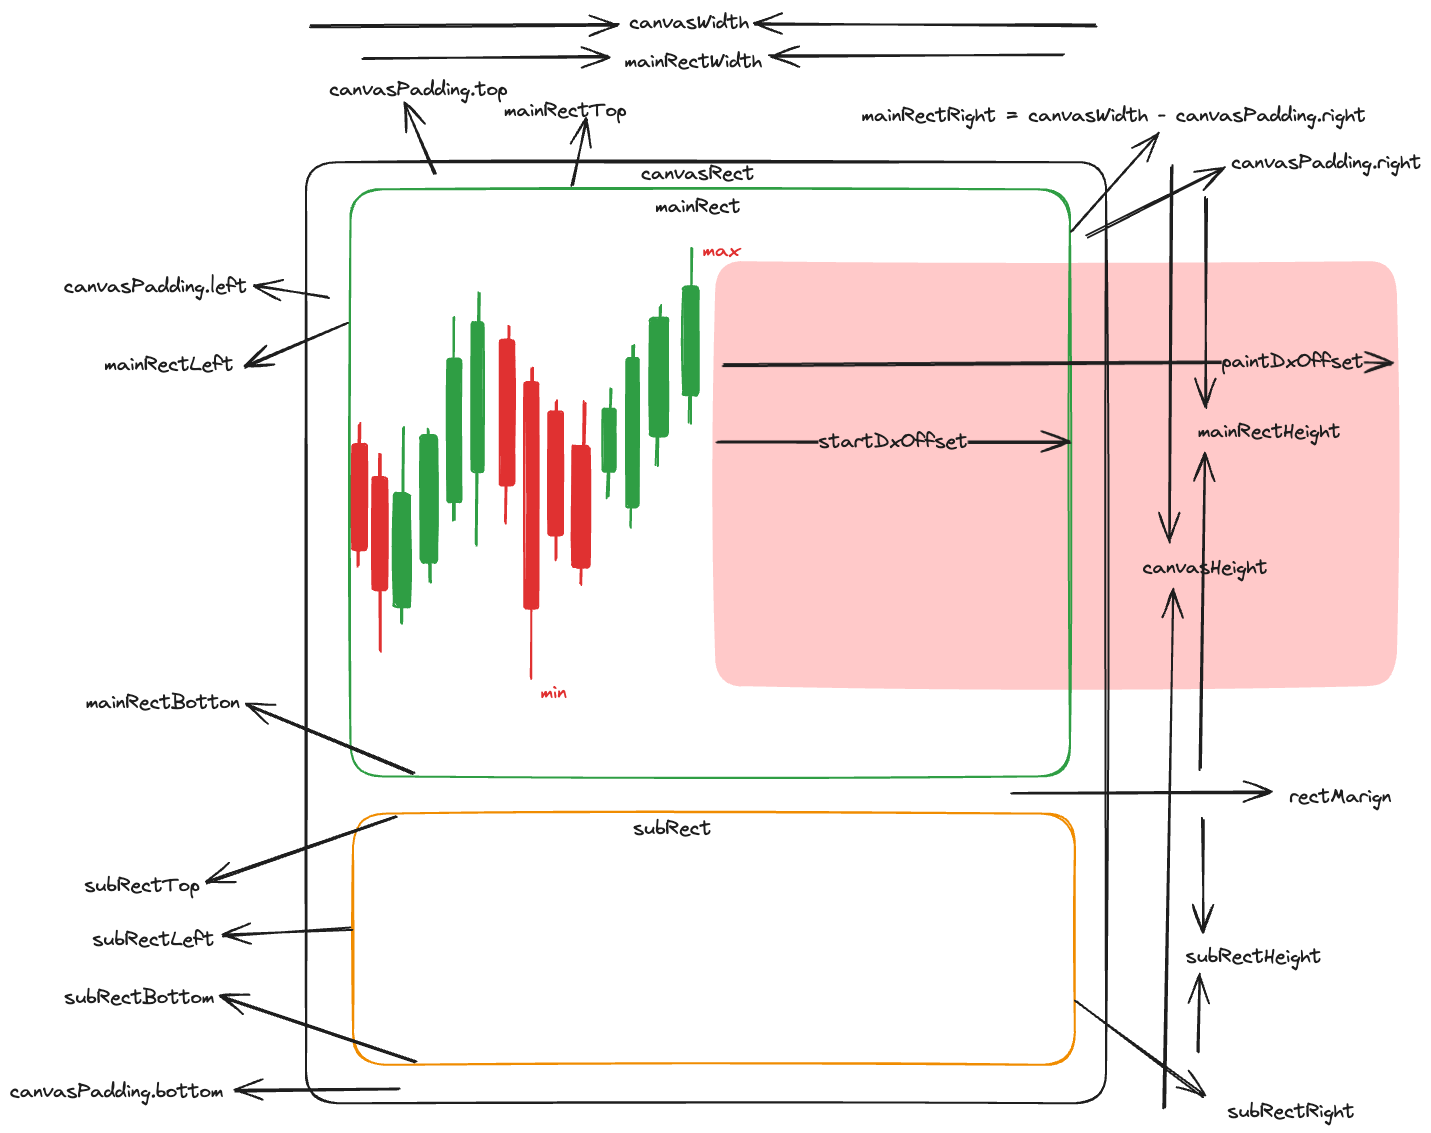 canvasWidth
mainRectWidth
canvasPadding.top
mainRectTop
mainRectRight = canvasWidth - canvasPadding.right
canvasPadding.right
canvasRect
mainRect
max
canvasPadding.left
mainRectLeft
paintDxOffset
mainRectHeight
startDxOffset
canvasHeight
min
mainRectBotton
rectMarign
subRect
subRectTop
subRectLeft
subRectHeight
subRectBottom
canvasPadding.bottom
subRectRight